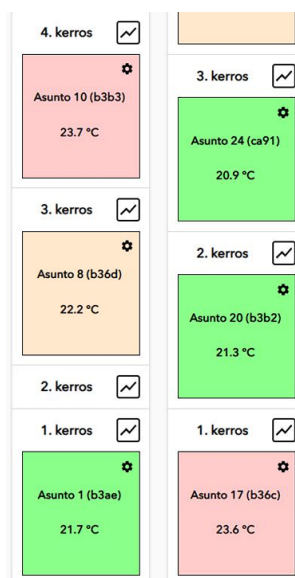 4. kerros
Asunto 10 (b3b3)
23.7 °C
3. kerros
Asunto 8 (b36d)
22.2 °C
2. kerros
1. kerros
Asunto 1 (b3ae)
21.7 °C
3. kerros
Asunto 24 (ca91)
20.9 °C
2. kerros
Asunto 20 (b3b2)
21.3 °C
1. kerros
Asunto 17 (b36c)
23.6 °C